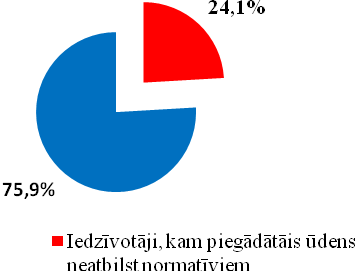 24,1%
75,9%
Iedzīvotāji, kam piegādātais ūdens
neatbilst normatīviem